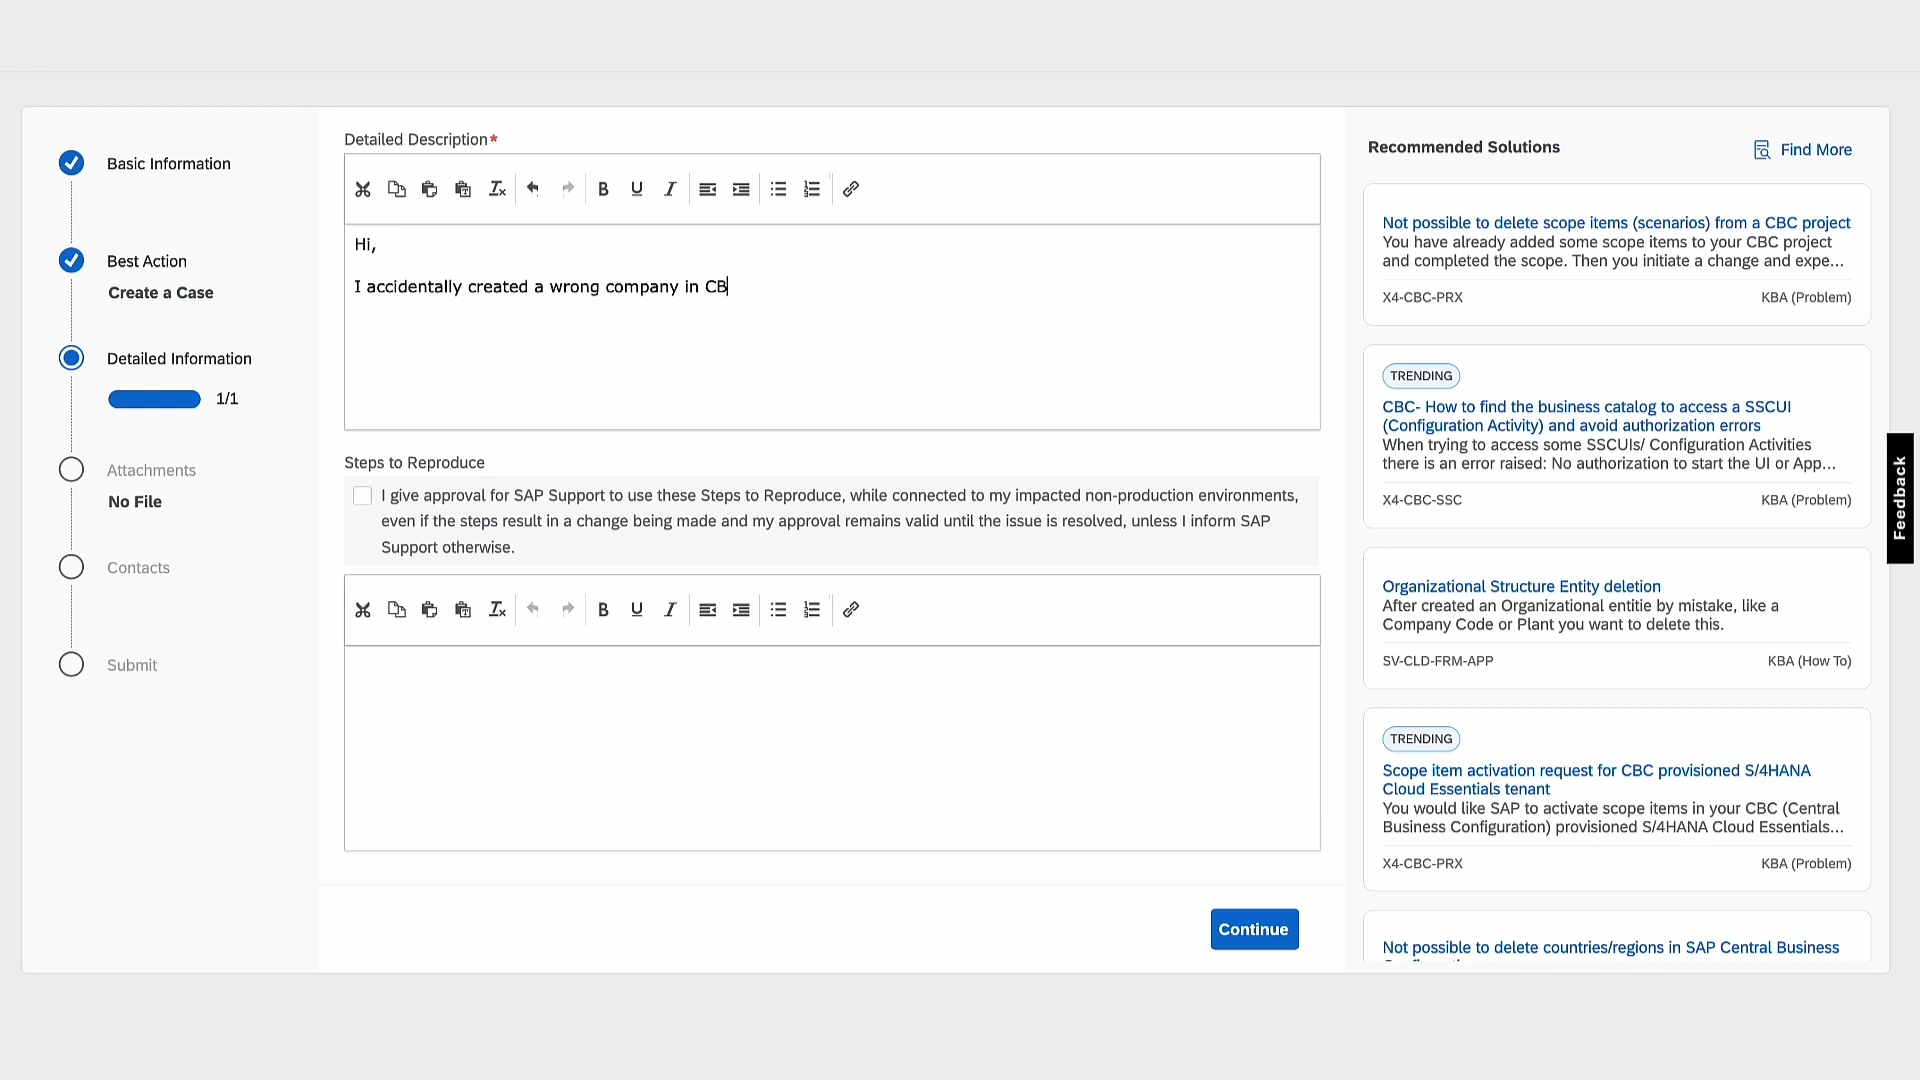 Basic Information
Best Action
Create a Case
Detailed Information
1/1
Attachments
No File
Contacts
Submit
Detailed Description*
Hi,
I accidentally created a wrong company in CB
Steps to Reproduce
I give approval for SAP Support to use these Steps to Reproduce, while connected to my impacted non-production environments,
even if the steps result in a change being made and my approval remains valid until the issue is resolved, unless I inform SAP
Support otherwise.
Continue
Recommended Solutions
Find More
Not possible to delete scope items (scenarios) from a CBC project
You have already added some scope items to your CBC project
and completed the scope. Then you initiate a change and expe...
X4-CBC-PRX KBA (Problem)
TRENDING
CBC- How to find the business catalog to access a SSCUI
(Configuration Activity) and avoid authorization errors
When trying to access some SSCUIs/ Configuration Activities
there is an error raised: No authorization to start the UI or App...
X4-CBC-SSC KBA (Problem)
Organizational Structure Entity deletion
After created an Organizational entitie by mistake, like a
Company Code or Plant you want to delete this.
SV-CLD-FRM-APP KBA (How To)
TRENDING
Scope item activation request for CBC provisioned S/4HANA
Cloud Essentials tenant
You would like SAP to activate scope items in your CBC (Central
Business Configuration) provisioned S/4HANA Cloud Essentials...
X4-CBC-PRX KBA (Problem)
Not possible to delete countries/regions in SAP Central Business
Feedback